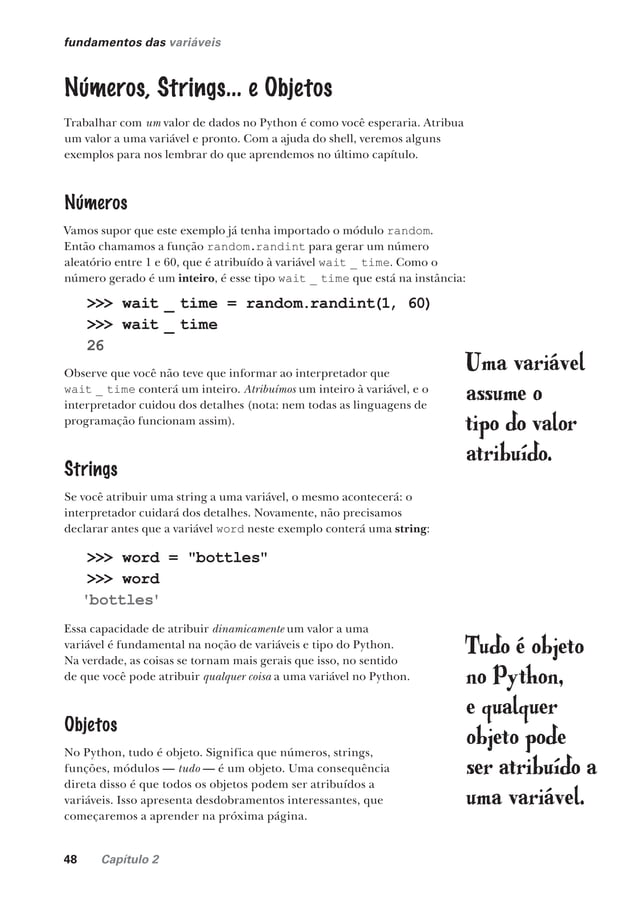 fundamentos das variáveis
Números, Strings... e Objetos
Trabalhar com um valor de dados no Python é como você esperaria. Atribua
um valor a uma variável e pronto. Com a ajuda do shell, veremos alguns
exemplos para nos lembrar do que aprendemos no último capítulo.
Números
Vamos supor que este exemplo já tenha importado o módulo random.
Então chamamos a função random.randint para gerar um número
aleatório entre 1 e 60, que é atribuído à variável wait _ time. Como o
número gerado é um inteiro, é esse tipo wait _ time que está na instância:
>>> wait _ time = random.randint(1, 60)
>>> wait _ time
26
Observe que você não teve que informar ao interpretador que
wait _ time conterá um inteiro. Atribuímos um inteiro à variável, e o
interpretador cuidou dos detalhes (nota: nem todas as linguagens de
programação funcionam assim).
Uma variável
assume o
tipo do valor
atribuído.
Strings
Se você atribuir uma string a uma variável, o mesmo acontecerá: o
interpretador cuidará dos detalhes. Novamente, não precisamos
declarar antes que a variável word neste exemplo conterá uma string:
>>> word = "bottles"
>>> word
'bottles'
Essa capacidade de atribuir dinamicamente um valor a uma
variável é fundamental na noção de variáveis e tipo do Python.
Na verdade, as coisas se tornam mais gerais que isso, no sentido
de que você pode atribuir qualquer coisa a uma variável no Python.
Objetos
No Python, tudo é objeto. Significa que números, strings,
funções, módulos — tudo — é um objeto. Uma consequência
direta disso é que todos os objetos podem ser atribuídos a
variáveis. Isso apresenta desdobramentos interessantes, que
começaremos a aprender na próxima página.
Tudo é objeto
no Python,
e qualquer
objeto pode
ser atribuído a
uma variável.
48 Capítulo 2